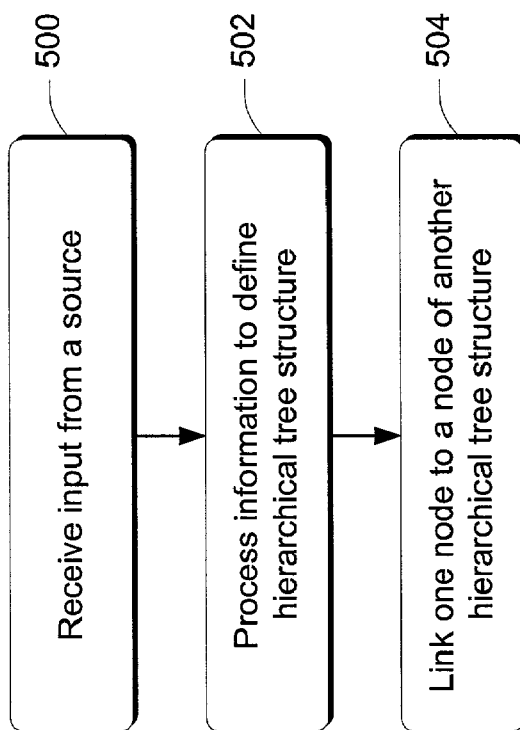 500
Receive input from a source
502
Process information to define
hierarchical tree structure
504
Link one node to a node of another
hierarchical tree structure